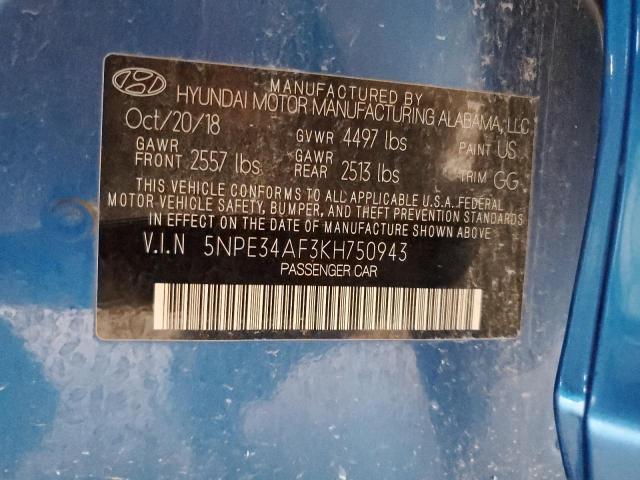 MANUFACTURED BY
HYUNDAI MOTOR MANUFACTURING ALABAMA, LLC
Oct/20/18 GVWR 4497 lbs PAINT US
GAWR FRONT 2557 lbs GAWR REAR 2513 lbs TRIM GG
THIS VEHICLE CONFORMS TO ALL APPLICABLE U.S.A. FEDERAL
MOTOR VEHICLE SAFETY, BUMPER, AND THEFT PREVENTION STANDARDS
IN EFFECT ON THE DATE OF MANUFACTURE SHOWN ABOVE
V.I.N 5NPE34AF3KH750943
PASSENGER CAR